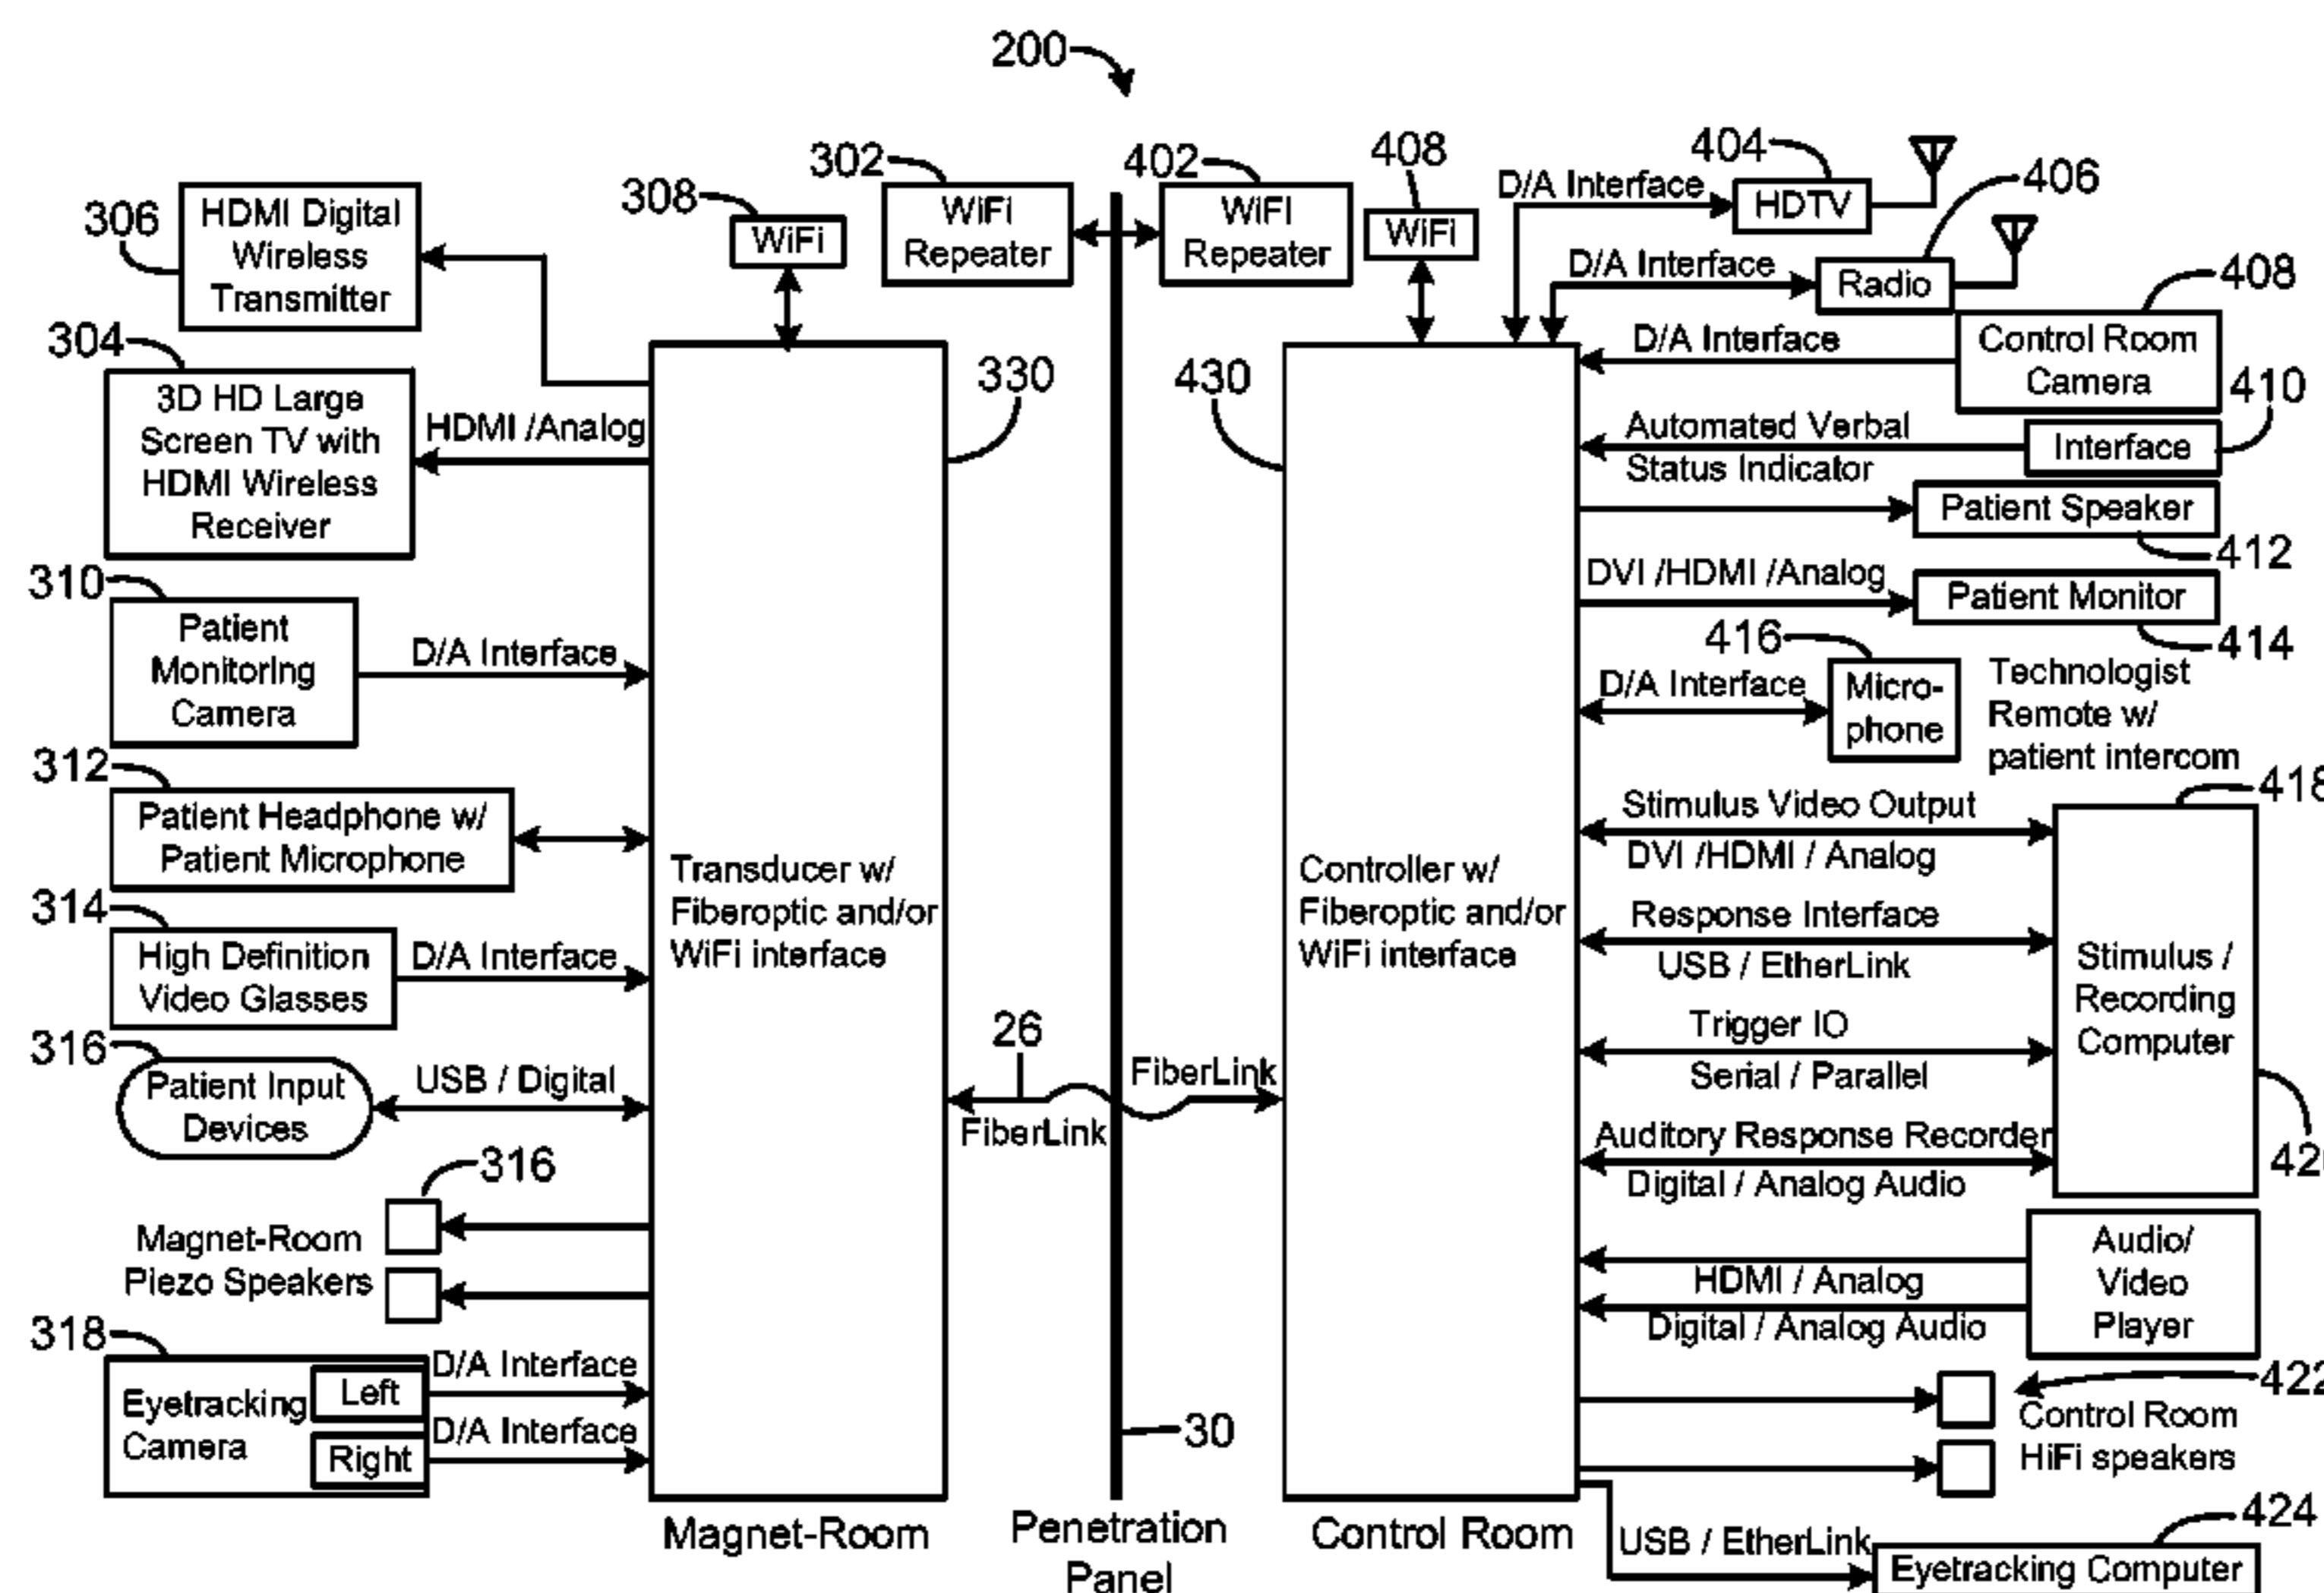 200
302
WiFi
Repeater
402
WiFi
Repeater
308
WiFi
408
WiFi
404
D/A Interface
HDTV
406
D/A Interface
Radio
306
HDMI Digital
Wireless
Transmitter
304
3D HD Large
Screen TV with
HDMI Wireless
Receiver
HDMI /Analog
310
Patient
Monitoring
Camera
D/A Interface
312
Patient Headphone w/
Patient Microphone
314
High Definition
Video Glasses
D/A Interface
316
Patient Input
Devices
USB / Digital
316
Magnet-Room
Piezo Speakers
318
Eyetracking
Camera
Left
Right
D/A Interface
D/A Interface
330
Transducer w/
Fiberoptic and/or
WiFi interface
Magnet-Room
26
FiberLink
FiberLink
30
Penetration
Panel
430
Controller w/
Fiberoptic and/or
WiFi interface
Control Room
408
D/A Interface
Control Room
Camera
410
Automated Verbal
Status Indicator
Interface
Patient Speaker
412
DVI /HDMI /Analog
Patient Monitor
414
416
D/A Interface
Micro-
phone
Technologist
Remote w/
patient intercom
418
Stimulus Video Output
DVI /HDMI / Analog
Response Interface
USB / EtherLink
Trigger IO
Serial / Parallel
Auditory Response Recorder
Digital / Analog Audio
Stimulus /
Recording
Computer
42
HDMI / Analog
Digital / Analog Audio
Audio/
Video
Player
422
Control Room
HiFi speakers
424
USB / EtherLink
Eyetracking Computer